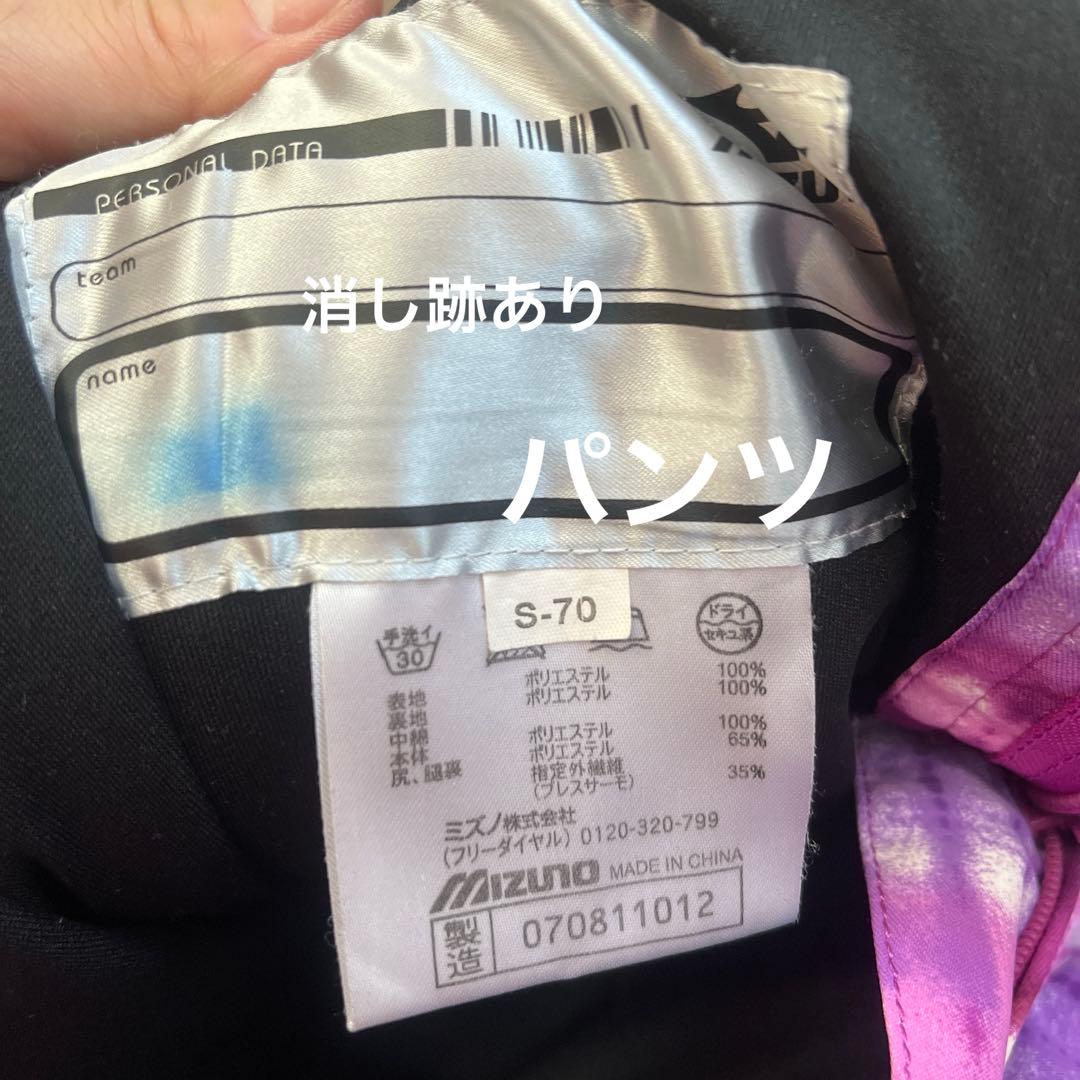 PERSONAL DATA
team
消し跡あり
name
パンツ
S-70
手洗イ
30
ドライ
セキユ系
表地 ポリエステル 100%
裏地 ポリエステル 100%
中綿
本体 ポリエステル 100%
尻、腿裏 ポリエステル 65%
指定外繊維 35%
(ブレスサーモ)
ミズノ株式会社
(フリーダイヤル) 0120-320-799
MIZUNO MADE IN CHINA
製造 070811012